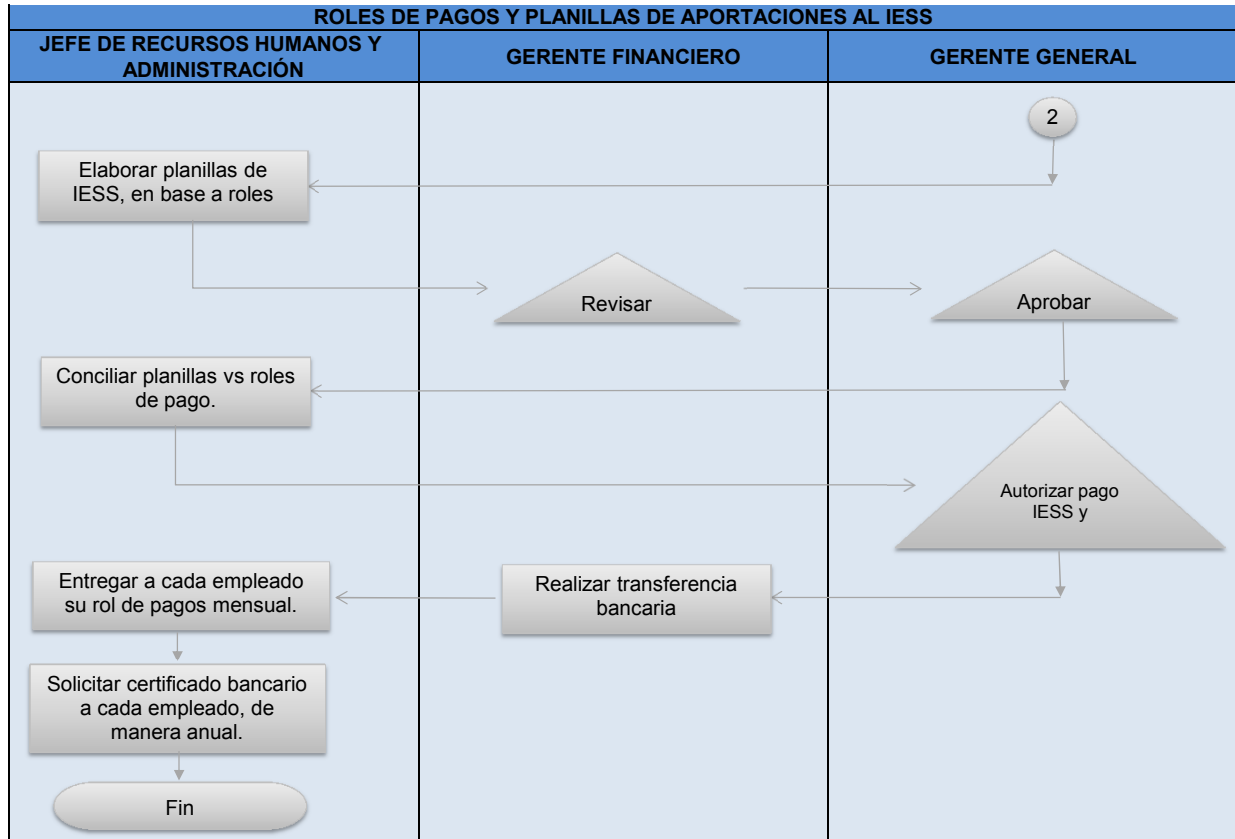 ROLES DE PAGOS Y PLANILLAS DE APORTACIONES AL IESS
JEFE DE RECURSOS HUMANOS Y
ADMINISTRACIÓN
GERENTE FINANCIERO
GERENTE GENERAL
2
Elaborar planillas de
IESS, en base a roles
Revisar
Aprobar
Conciliar planillas vs roles
de pago.
Autorizar pago
IESS y
Realizar transferencia
bancaria
Entregar a cada empleado
su rol de pagos mensual.
Solicitar certificado bancario
a cada empleado, de
manera anual.
Fin